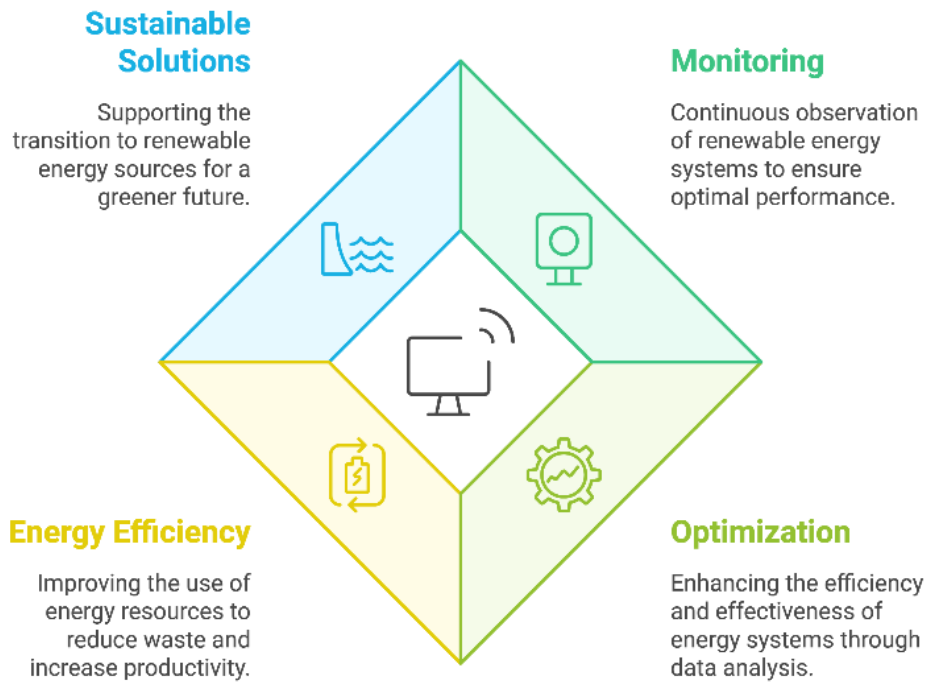 Sustainable
Solutions
Supporting the
transition to renewable
energy sources for a
greener future.
Monitoring
Continuous observation
of renewable energy
systems to ensure
optimal performance.
Energy Efficiency
Improving the use of
energy resources to
reduce waste and
increase productivity.
Optimization
Enhancing the efficiency
and effectiveness of
energy systems through
data analysis.